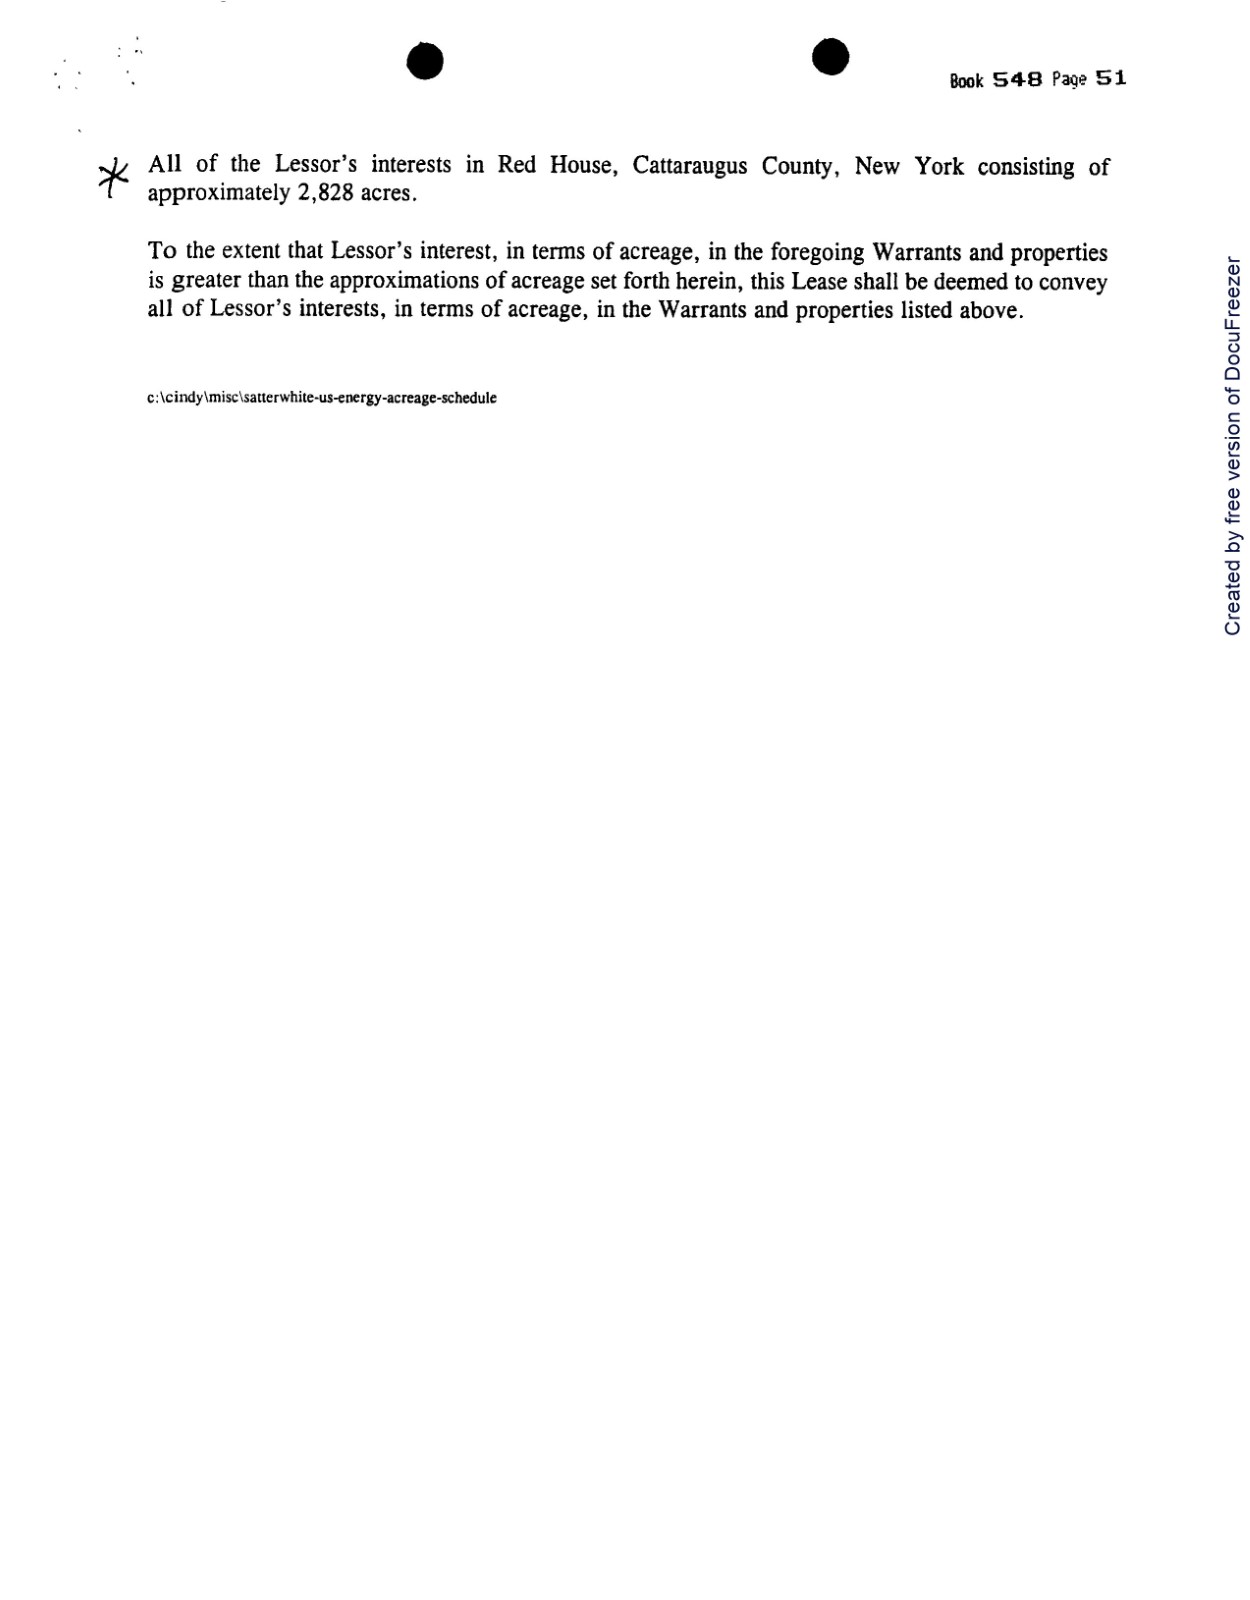 Book 548 Page 51
* All of the Lessor's interests in Red House, Cattaraugus County, New York consisting of
approximately 2,828 acres.
To the extent that Lessor's interest, in terms of acreage, in the foregoing Warrants and properties
is greater than the approximations of acreage set forth herein, this Lease shall be deemed to convey
all of Lessor's interests, in terms of acreage, in the Warrants and properties listed above.
c:\cindy\misc\satterwhite-us-energy-acreage-schedule
Created by free version of DocuFreezer